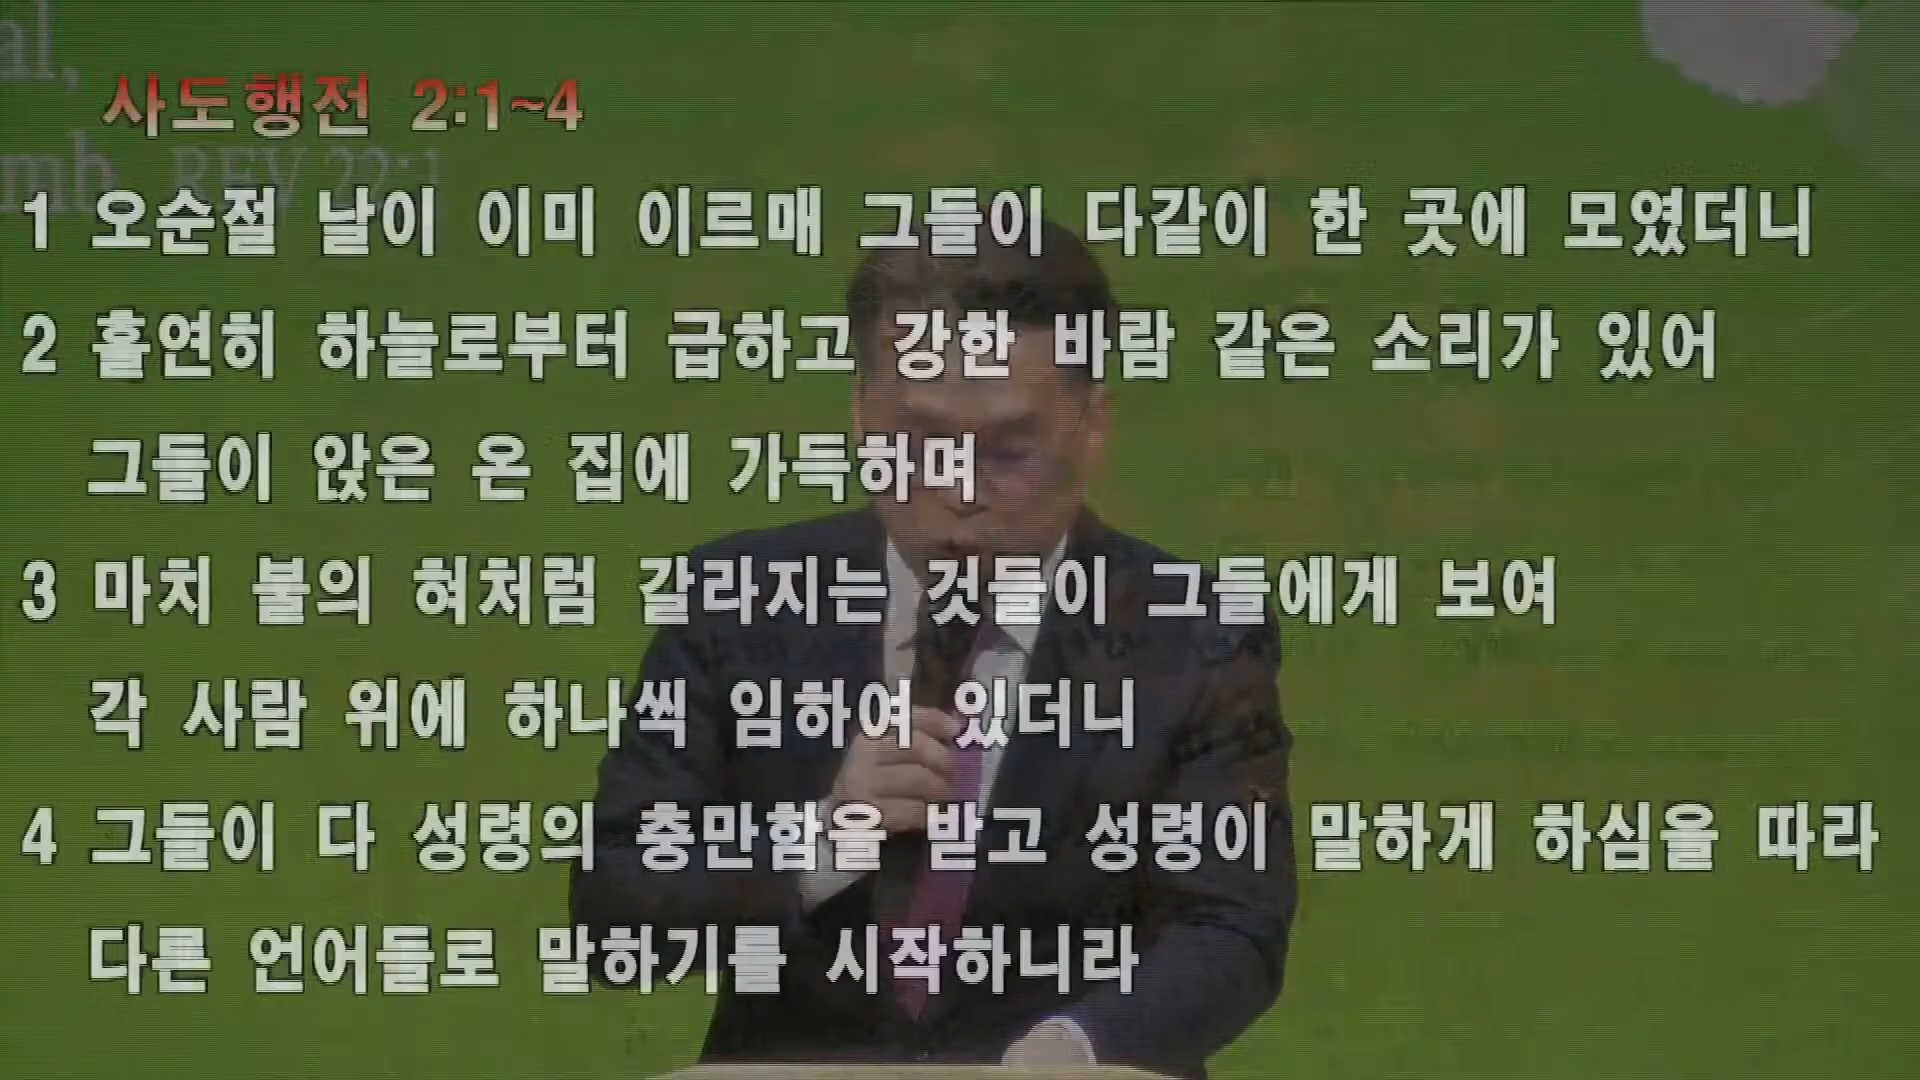 al,
사도행전 2:1~4
mb. REV 22:1
1 오순절 날이 이미 이르매 그들이 다같이 한 곳에 모였더니
2 홀연히 하늘로부터 급하고 강한 바람 같은 소리가 있어
그들이 앉은 온 집에 가득하며
3 마치 불의 혀처럼 갈라지는 것들이 그들에게 보여
각 사람 위에 하나씩 임하여 있더니
4 그들이 다 성령의 충만함을 받고 성령이 말하게 하심을 따라
다른 언어들로 말하기를 시작하니라